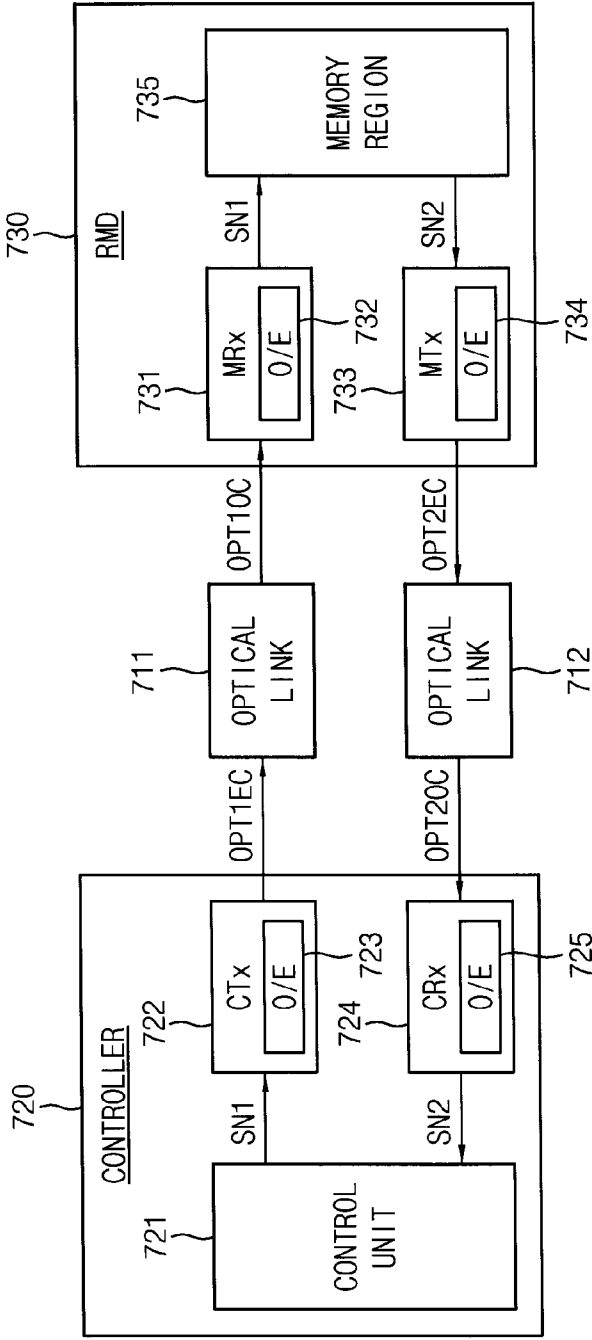 720
CONTROLLER
721
CONTROL
UNIT
SN1
722
CTx
O/E
723
SN2
724
CRx
O/E
725
OPT1EC
711
OPTICAL
LINK
OPT1OC
OPT2OC
OPTICAL
LINK
712
OPT2EC
730
RMD
731
MRx
O/E
732
SN1
733
MTx
O/E
734
SN2
735
MEMORY
REGION